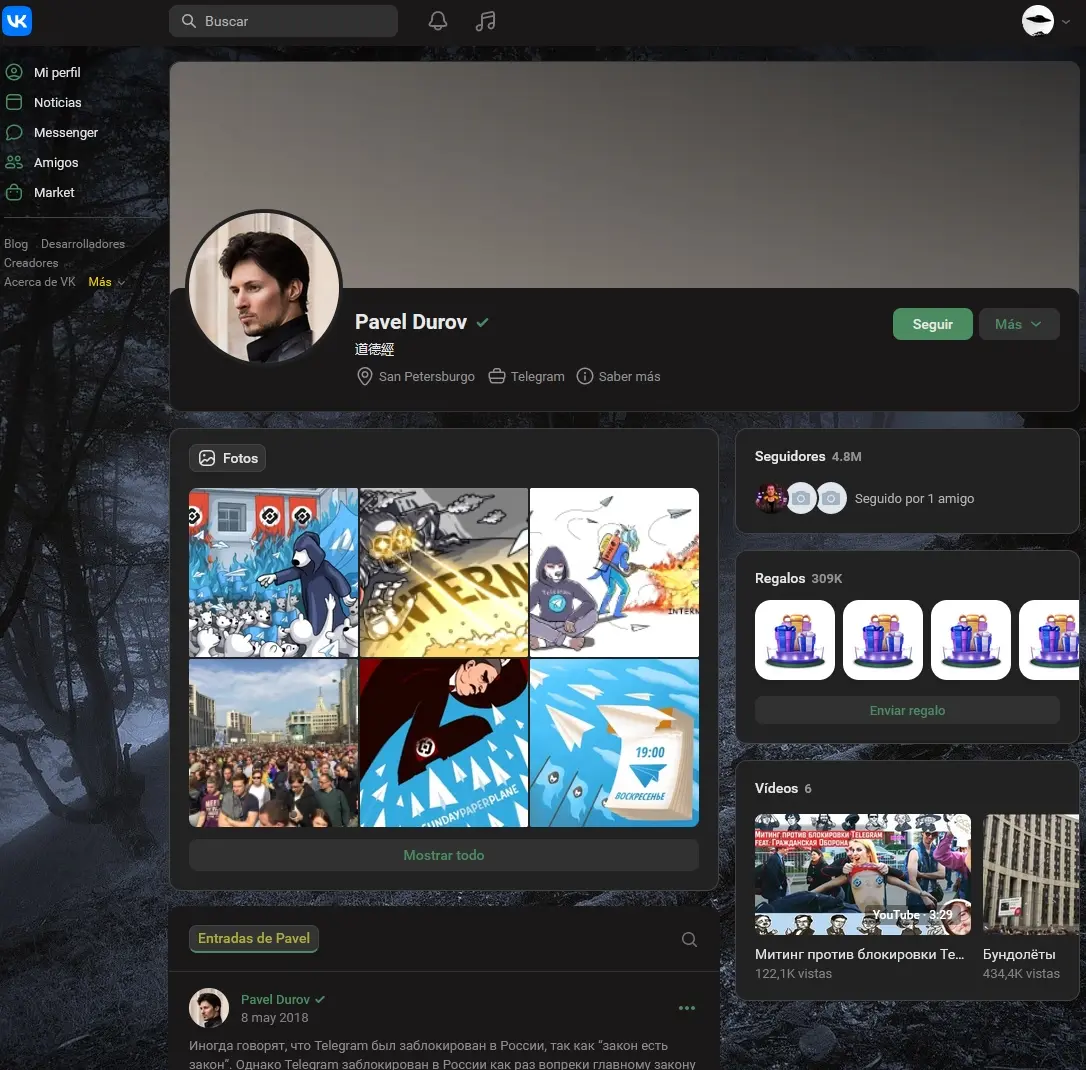 Buscar
Mi perfil
Noticias
Messenger
Amigos
Market
Blog Desarrolladores
Creadores
Acerca de VK Más
Pavel Durov
道德經
San Petersburgo Telegram Saber más
Seguir
Más
Fotos
INTERN
INTERN
SUNDAYPAPERPLANE
19:00
ВОСКРЕСЕНЬЕ
Mostrar todo
Entradas de Pavel
Pavel Durov
8 may 2018
Иногда говорят, что Telegram был заблокирован в России, так как “закон есть
закон”. Однако Telegram заблокирован в России как раз вопреки главному закону
Seguidores 4.8M
Seguido por 1 amigo
Regalos 309K
Enviar regalo
Vídeos 6
МИТИНГ ПРОТИВ БЛОКИРОВКИ TELEGRAM
FEAT. ГРАЖДАНСКАЯ ОБОРОНА
YouTube · 3:29
Митинг против блокировки Те...
122,1K vistas
Бундолёты
434,4K vistas